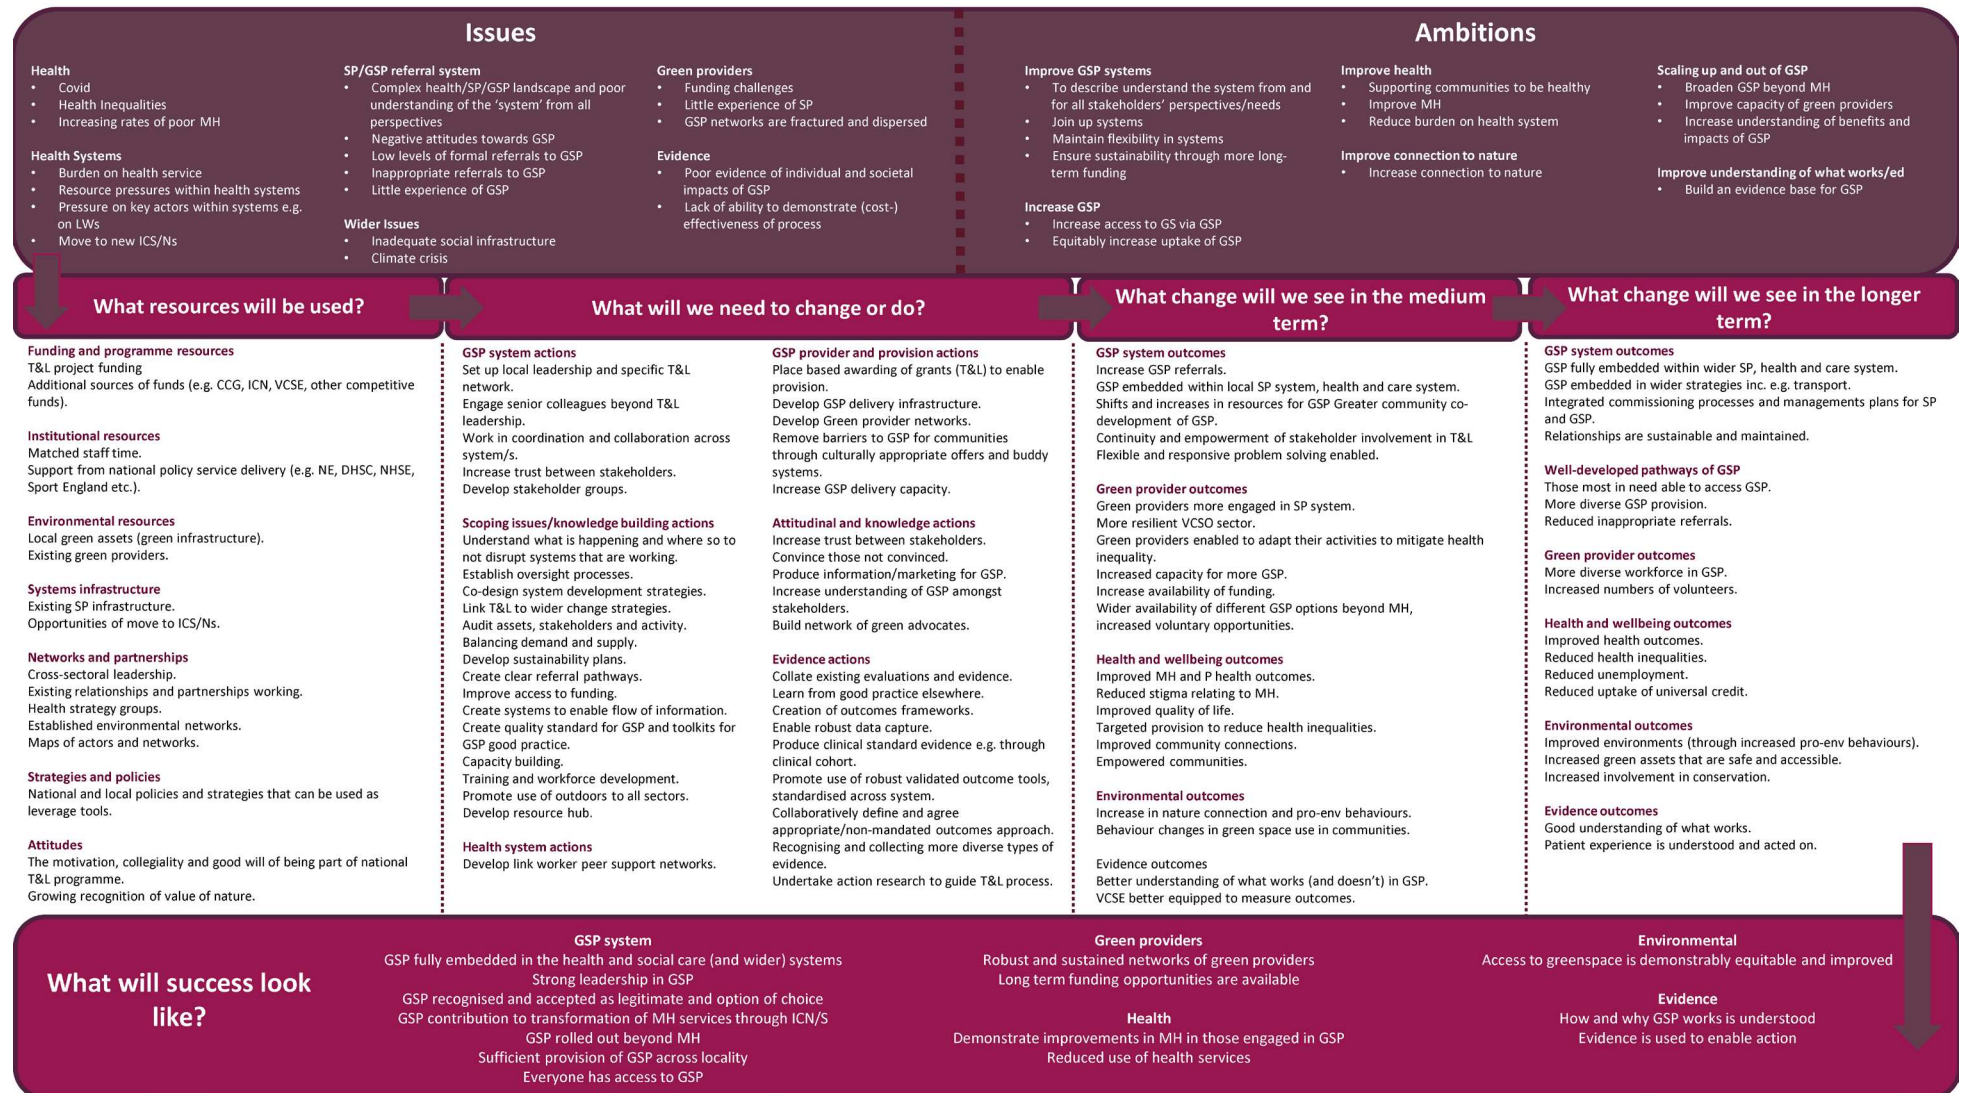 Issues
Health
• Covid
• Health Inequalities
• Increasing rates of poor MH
Health Systems
• Burden on health service
• Resource pressures within health systems
• Pressure on key actors within systems e.g.
on LWs
• Move to new ICS/Ns
SP/GSP referral system
• Complex health/SP/GSP landscape and poor
understanding of the ‘system’ from all
perspectives
• Negative attitudes towards GSP
• Low levels of formal referrals to GSP
• Inappropriate referrals to GSP
• Little experience of GSP
Wider Issues
• Inadequate social infrastructure
• Climate crisis
Green providers
• Funding challenges
• Little experience of SP
• GSP networks are fractured and dispersed
Evidence
• Poor evidence of individual and societal
impacts of GSP
• Lack of ability to demonstrate (cost-)
effectiveness of process
Ambitions
Improve GSP systems
• To describe understand the system from and
for all stakeholders’ perspectives/needs
• Join up systems
• Maintain flexibility in systems
• Ensure sustainability through more long-
term funding
Increase GSP
• Increase access to GS via GSP
• Equitably increase uptake of GSP
Improve health
• Supporting communities to be healthy
• Improve MH
• Reduce burden on health system
Improve connection to nature
• Increase connection to nature
Scaling up and out of GSP
• Broaden GSP beyond MH
• Improve capacity of green providers
• Increase understanding of benefits and
impacts of GSP
Improve understanding of what works/ed
• Build an evidence base for GSP
What resources will be used?
Funding and programme resources
T&L project funding
Additional sources of funds (e.g. CCG, ICN, VCSE, other competitive
funds).
Institutional resources
Matched staff time.
Support from national policy service delivery (e.g. NE, DHSC, NHSE,
Sport England etc.).
Environmental resources
Local green assets (green infrastructure).
Existing green providers.
Systems infrastructure
Existing SP infrastructure.
Opportunities of move to ICS/Ns.
Networks and partnerships
Cross-sectoral leadership.
Existing relationships and partnerships working.
Health strategy groups.
Established environmental networks.
Maps of actors and networks.
Strategies and policies
National and local policies and strategies that can be used as
leverage tools.
Attitudes
The motivation, collegiality and good will of being part of national
T&L programme.
Growing recognition of value of nature.
What will we need to change or do?
GSP system actions
Set up local leadership and specific T&L
network.
Engage senior colleagues beyond T&L
leadership.
Work in coordination and collaboration across
system/s.
Increase trust between stakeholders.
Develop stakeholder groups.
Scoping issues/knowledge building actions
Understand what is happening and where so to
not disrupt systems that are working.
Establish oversight processes.
Co-design system development strategies.
Link T&L to wider change strategies.
Audit assets, stakeholders and activity.
Balancing demand and supply.
Develop sustainability plans.
Create clear referral pathways.
Improve access to funding.
Create systems to enable flow of information.
Create quality standard for GSP and toolkits for
GSP good practice.
Capacity building.
Training and workforce development.
Promote use of outdoors to all sectors.
Develop resource hub.
Health system actions
Develop link worker peer support networks.
GSP provider and provision actions
Place based awarding of grants (T&L) to enable
provision.
Develop GSP delivery infrastructure.
Develop Green provider networks.
Remove barriers to GSP for communities
through culturally appropriate offers and buddy
systems.
Increase GSP delivery capacity.
Attitudinal and knowledge actions
Increase trust between stakeholders.
Convince those not convinced.
Produce information/marketing for GSP.
Increase understanding of GSP amongst
stakeholders.
Build network of green advocates.
Evidence actions
Collate existing evaluations and evidence.
Learn from good practice elsewhere.
Creation of outcomes frameworks.
Enable robust data capture.
Produce clinical standard evidence e.g. through
clinical cohort.
Promote use of robust validated outcome tools,
standardised across system.
Collaboratively define and agree
appropriate/non-mandated outcomes approach.
Recognising and collecting more diverse types of
evidence.
Undertake action research to guide T&L process.
What change will we see in the medium
term?
GSP system outcomes
Increase GSP referrals.
GSP embedded within local SP system, health and care system.
Shifts and increases in resources for GSP Greater community co-
development of GSP.
Continuity and empowerment of stakeholder involvement in T&L
Flexible and responsive problem solving enabled.
Green provider outcomes
Green providers more engaged in SP system.
More resilient VCSO sector.
Green providers enabled to adapt their activities to mitigate health
inequality.
Increased capacity for more GSP.
Increase availability of funding.
Wider availability of different GSP options beyond MH,
increased voluntary opportunities.
Health and wellbeing outcomes
Improved MH and P health outcomes.
Reduced stigma relating to MH.
Improved quality of life.
Targeted provision to reduce health inequalities.
Improved community connections.
Empowered communities.
Environmental outcomes
Increase in nature connection and pro-env behaviours.
Behaviour changes in green space use in communities.
Evidence outcomes
Better understanding of what works (and doesn’t) in GSP.
VCSE better equipped to measure outcomes.
What change will we see in the longer
term?
GSP system outcomes
GSP fully embedded within wider SP, health and care system.
GSP embedded in wider strategies inc. e.g. transport.
Integrated commissioning processes and managements plans for SP
and GSP.
Relationships are sustainable and maintained.
Well-developed pathways of GSP
Those most in need able to access GSP.
More diverse GSP provision.
Reduced inappropriate referrals.
Green provider outcomes
More diverse workforce in GSP.
Increased numbers of volunteers.
Health and wellbeing outcomes
Improved health outcomes.
Reduced health inequalities.
Reduced unemployment.
Reduced uptake of universal credit.
Environmental outcomes
Improved environments (through increased pro-env behaviours).
Increased green assets that are safe and accessible.
Increased involvement in conservation.
Evidence outcomes
Good understanding of what works.
Patient experience is understood and acted on.
What will success look
like?
GSP system
GSP fully embedded in the health and social care (and wider) systems
Strong leadership in GSP
GSP recognised and accepted as legitimate and option of choice
GSP contribution to transformation of MH services through ICN/S
GSP rolled out beyond MH
Sufficient provision of GSP across locality
Everyone has access to GSP
Green providers
Robust and sustained networks of green providers
Long term funding opportunities are available
Health
Demonstrate improvements in MH in those engaged in GSP
Reduced use of health services
Environmental
Access to greenspace is demonstrably equitable and improved
Evidence
How and why GSP works is understood
Evidence is used to enable action